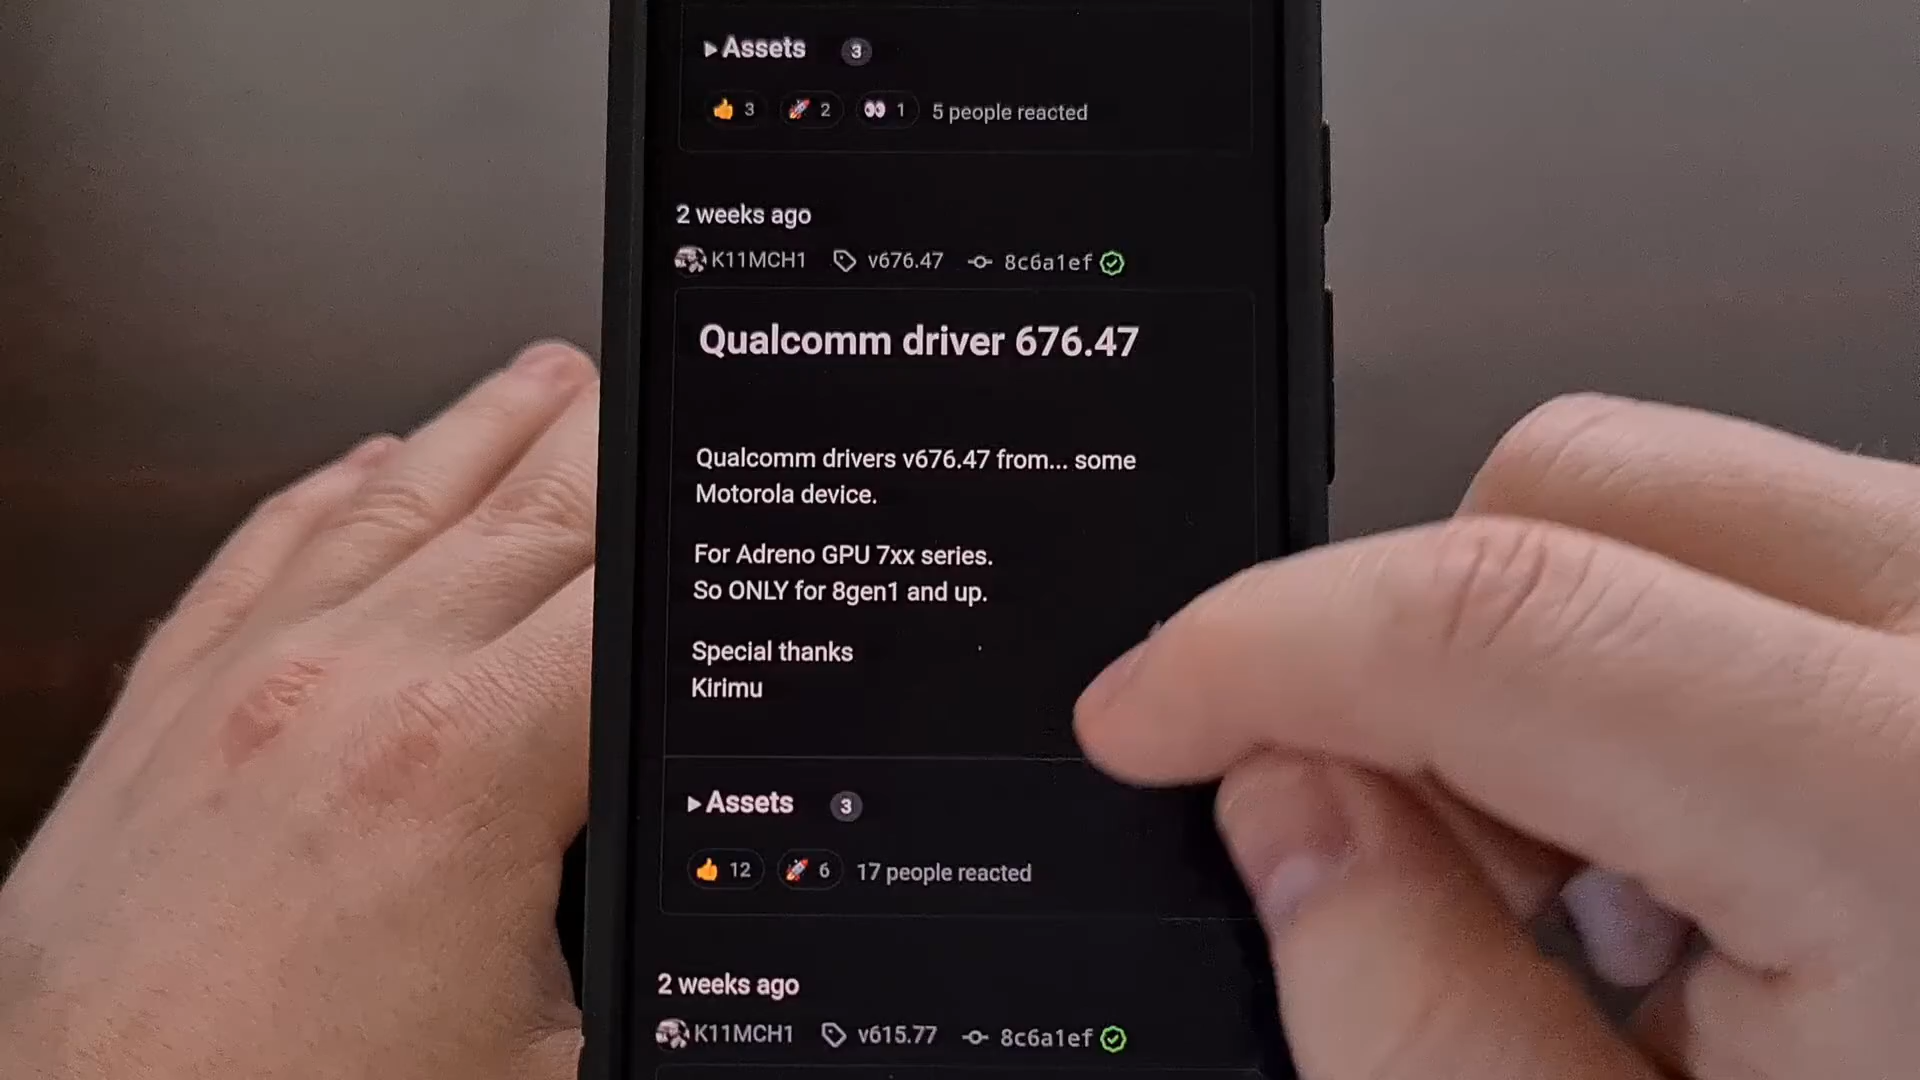 Assets 3
👍 3 🚀 2 👀 1 5 people reacted
2 weeks ago
K11MCH1 v676.47 8c6a1ef
Qualcomm driver 676.47
Qualcomm drivers v676.47 from... some
Motorola device.
For Adreno GPU 7xx series.
So ONLY for 8gen1 and up.
Special thanks
Kirimu
Assets 3
👍 12 🚀 6 17 people reacted
2 weeks ago
K11MCH1 v615.77 8c6a1ef